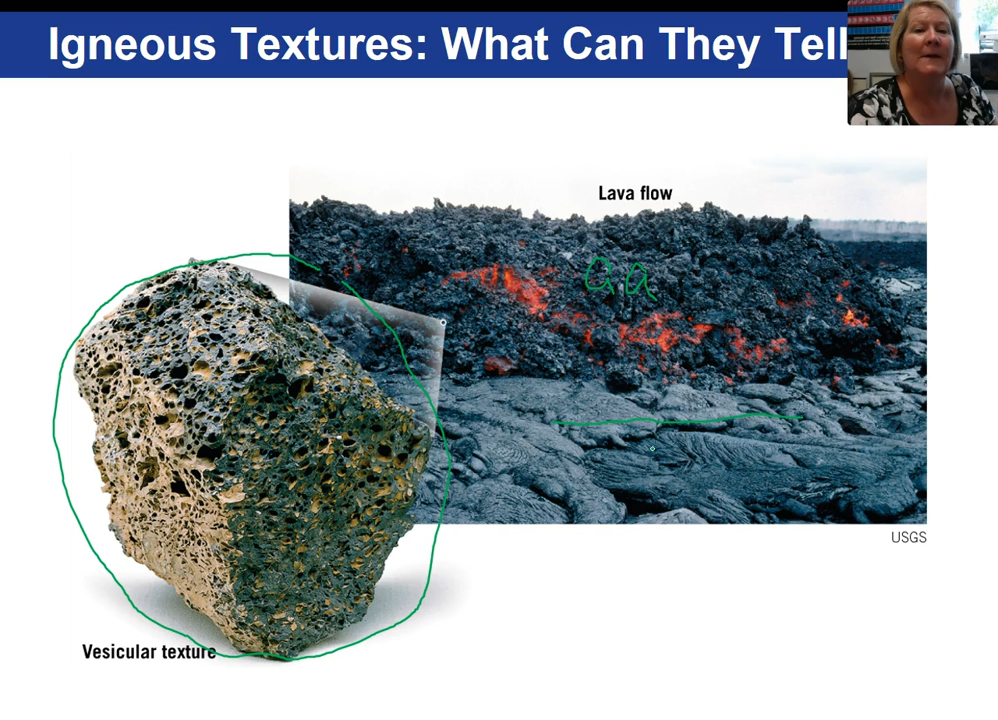 Igneous Textures: What Can They Tell
Lava flow
aa
USGS
Vesicular texture